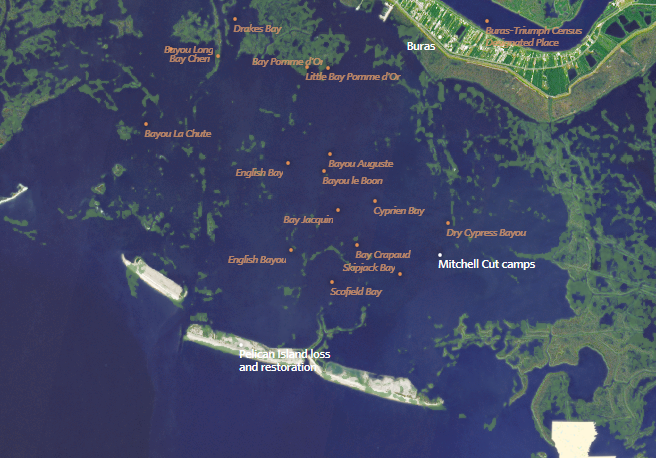 Drakes Bay
Buras-Triumph Census
Designated Place
Buras
Bayou Long
Bay Chen
Bay Pomme d'Or
Little Bay Pomme d'Or
Bayou La Chute
Bayou Auguste
English Bay
Bayou le Boon
Cyprien Bay
Bay Jacquin
Dry Cypress Bayou
Bay Crapaud
English Bayou
Skipjack Bay
Mitchell Cut camps
Scofield Bay
Pelican Island loss
and restoration